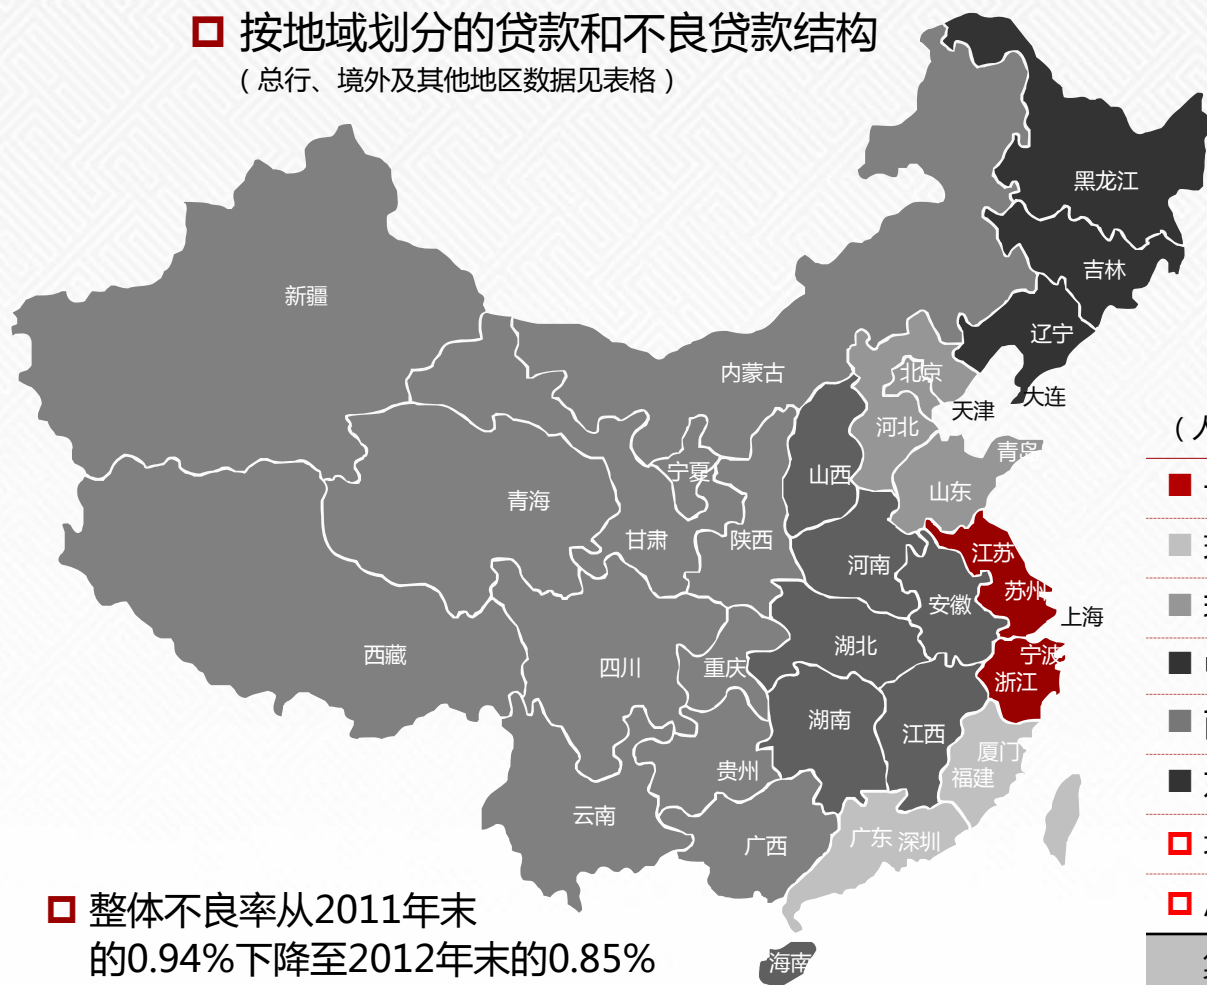 按地域划分的贷款和不良贷款结构
（总行、境外及其他地区数据见表格）
黑龙江
吉林
新疆
辽宁
内蒙古
北京
大连
天津
（人
河北
青岛
宁夏
山西
山东
青海
甘肃
陕西
江苏
河南
苏州
安徽
上海
湖北
西藏
四川
重庆
宁波
浙江
湖南
江西
厦门
贵州
福建
云南
广西
广东
深圳
整体不良率从2011年末
的0.94%下降至2012年末的0.85%
海南